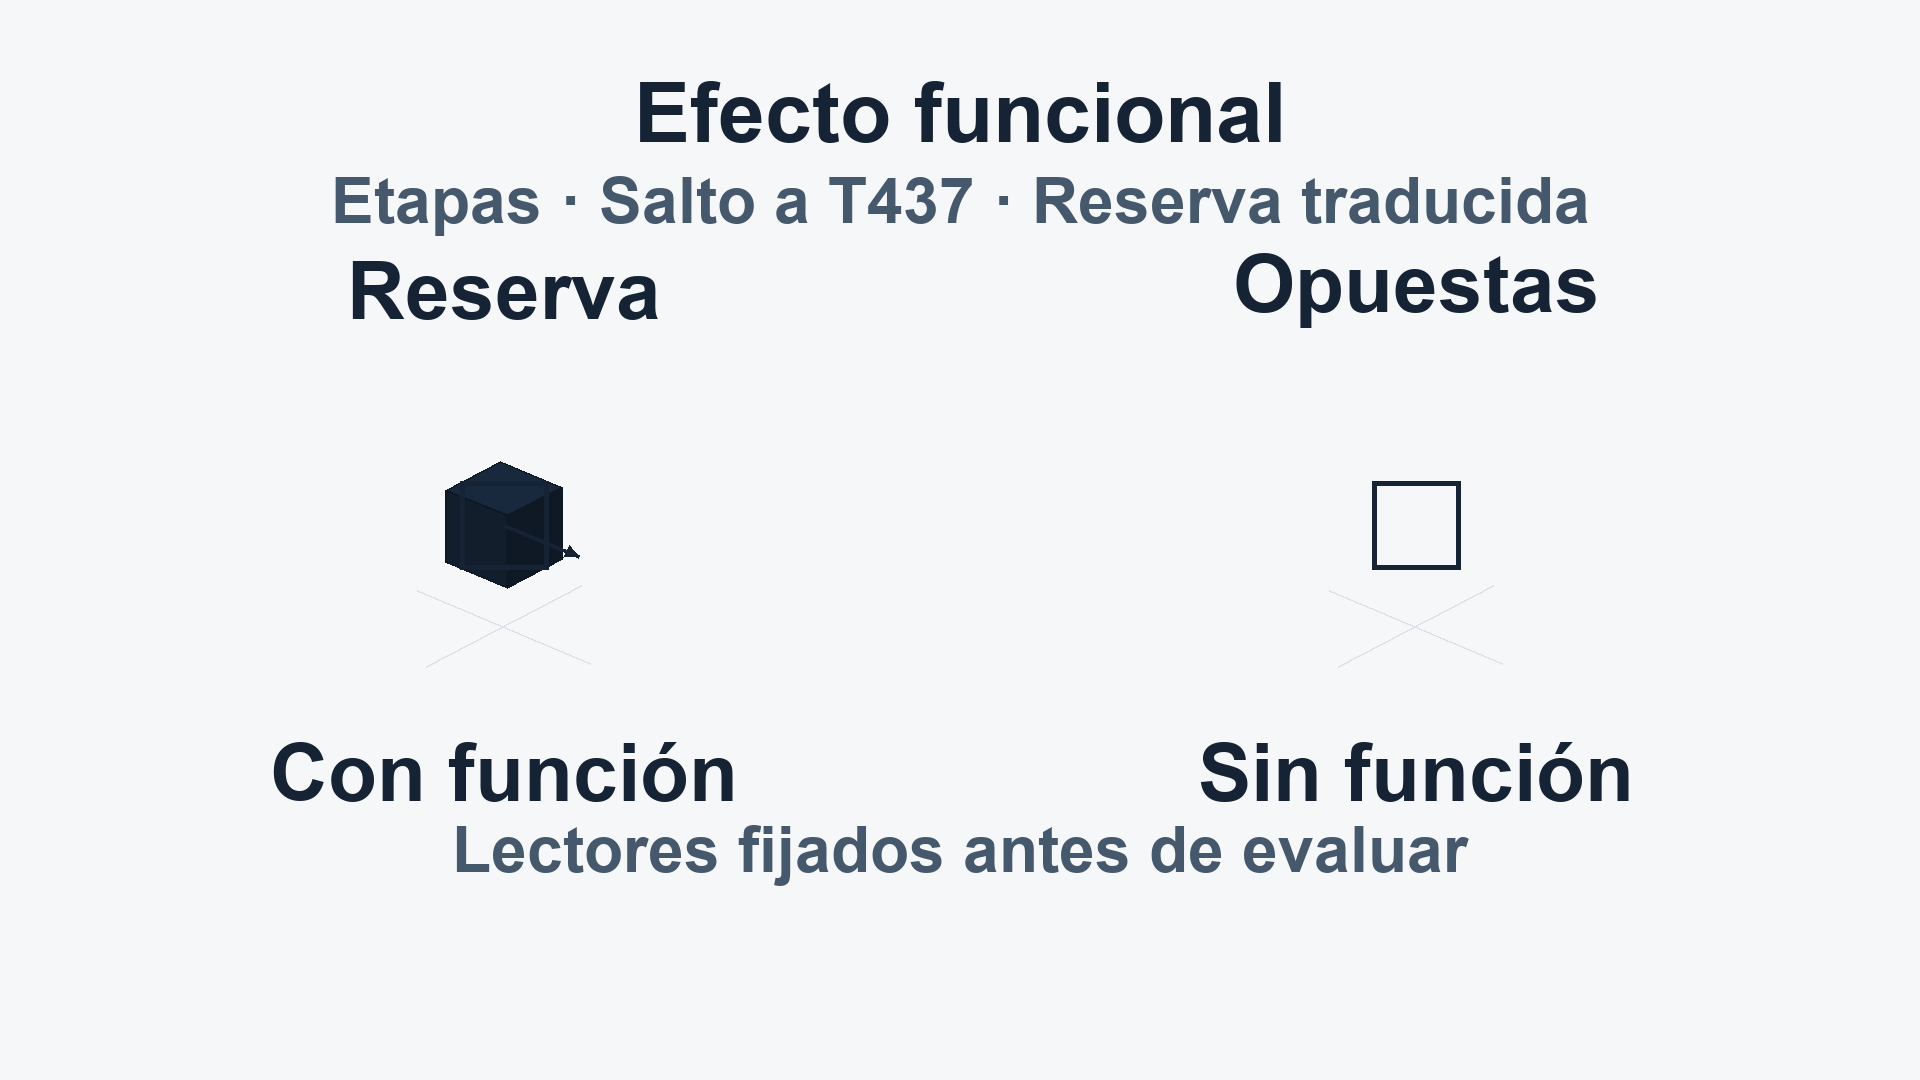 Efecto funcional
Etapas · Salto a T437 · Reserva traducida
Reserva
Opuestas
Con función
Sin función
Lectores fijados antes de evaluar